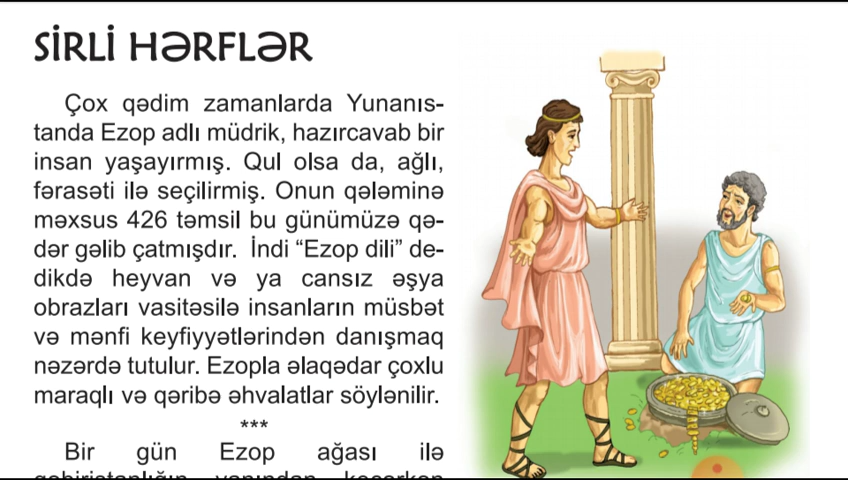 SİRLİ HƏRFLƏR
Çox qədim zamanlarda Yunanıs-
tanda Ezop adlı müdrik, hazırcavab bir
insan yaşayırmış. Qul olsa da, ağlı,
fərasəti ilə seçilirmiş. Onun qələminə
məxsus 426 təmsil bu günümüzə qə-
dər gəlib çatmışdır. İndi “Ezop dili” de-
dikdə heyvan və ya cansız əşya
obrazları vasitəsilə insanların müsbət
və mənfi keyfiyyətlərindən danışmaq
nəzərdə tutulur. Ezopla əlaqədar çoxlu
maraqlı və qəribə əhvalatlar söylənilir.
***
Bir gün Ezop ağası ilə
qəbiristanlığın yanından keçərkən